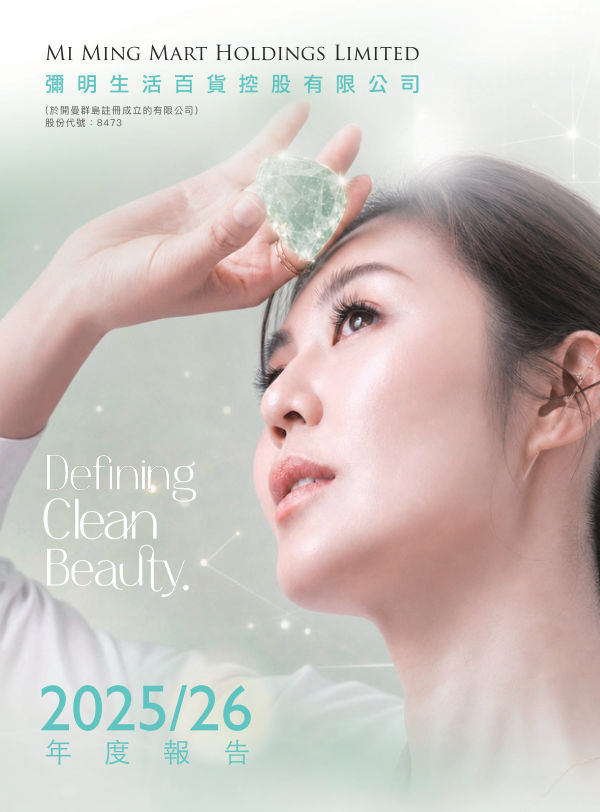 Mi Ming Mart Holdings Limited
彌明生活百貨控股有限公司
(於開曼群島註冊成立的有限公司)
股份代號：8473
Defining
Clean
Beauty.
2025/26
年度報告